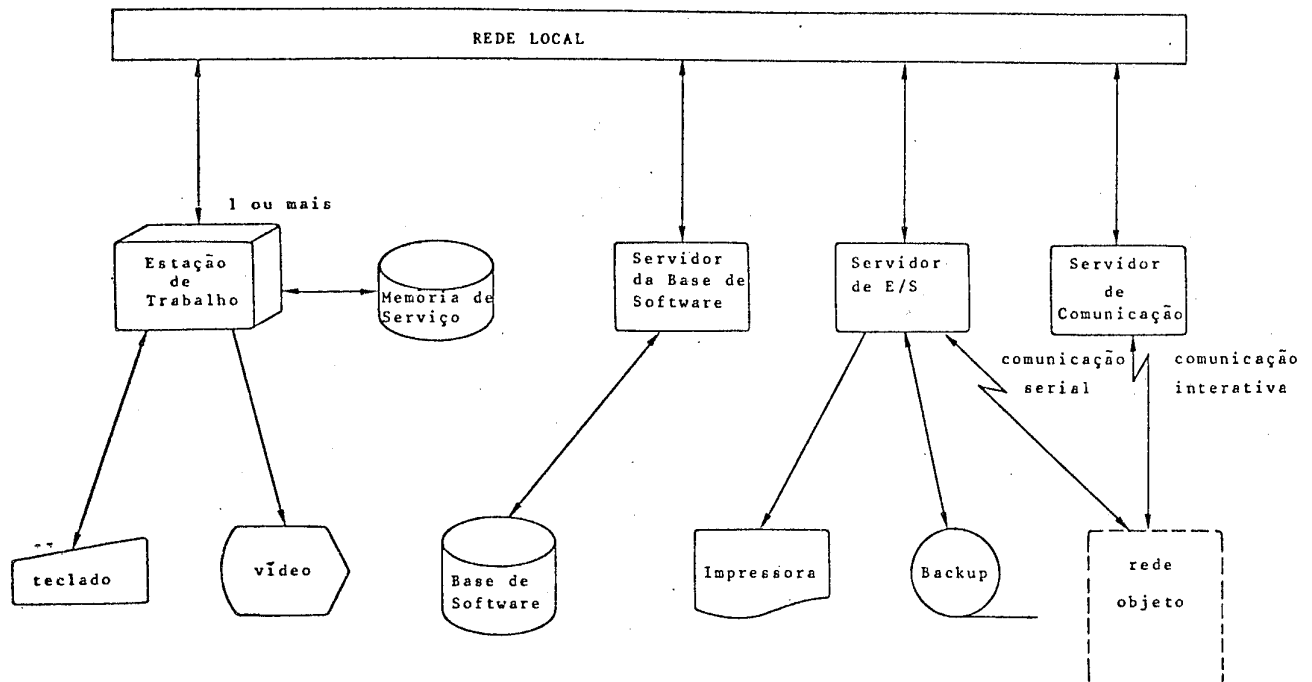 REDE LOCAL
1 ou mais
Estação
de
Trabalho
Memória de
Serviço
Servidor
da Base de
Software
Servidor
de E/S
Servidor
de
Comunicação
comunicação
serial
comunicação
interativa
teclado
vídeo
Base de
Software
Impressora
Backup
rede
objeto